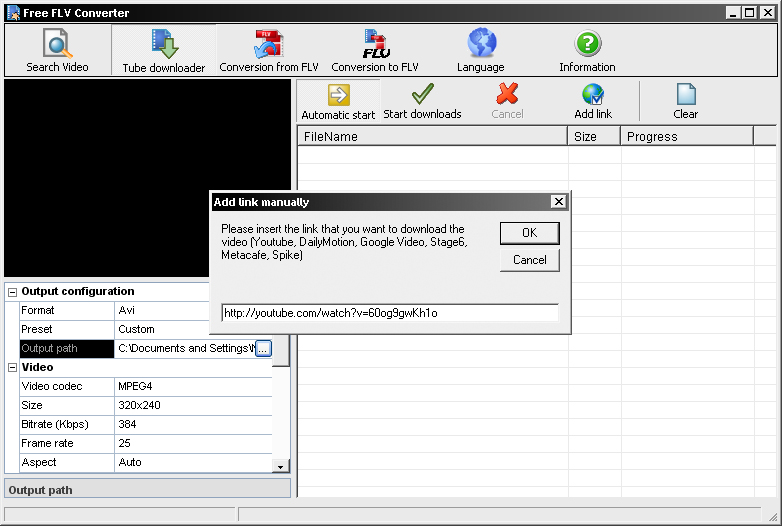 Free FLV Converter
Search Video
Tube downloader
Conversion from FLV
Conversion to FLV
Language
Information
Automatic start
Start downloads
Cancel
Add link
Clear
FileName Size Progress
Add link manually
Please insert the link that you want to download the
video (Youtube, DailyMotion, Google Video, Stage6,
Metacafe, Spike)
OK
Cancel
http://youtube.com/watch?v=60og9gwKh1o
Output configuration
Format Avi
Preset Custom
Output path C:\Documents and Settings\ ...
Video
Video codec MPEG4
Size 320x240
Bitrate (Kbps) 384
Frame rate 25
Aspect Auto
Output path